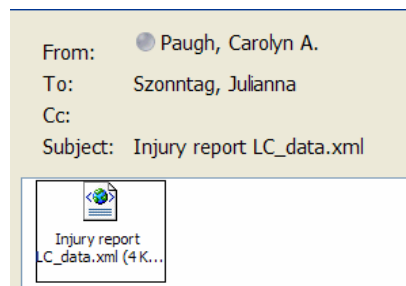 From: Paugh, Carolyn A.
To: Szonntag, Julianna
Cc:
Subject: Injury report LC_data.xml
Injury report
LC_data.xml (4 K...